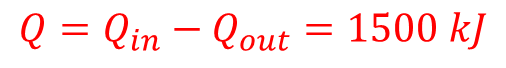 Q = Q_in − Q_out = 1500 kJ